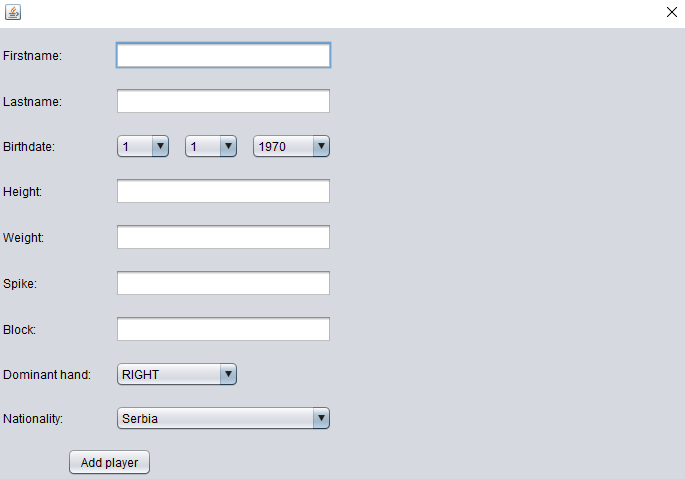 Firstname:
Lastname:
Birthdate: 1 1 1970
Height:
Weight:
Spike:
Block:
Dominant hand: RIGHT
Nationality: Serbia
Add player